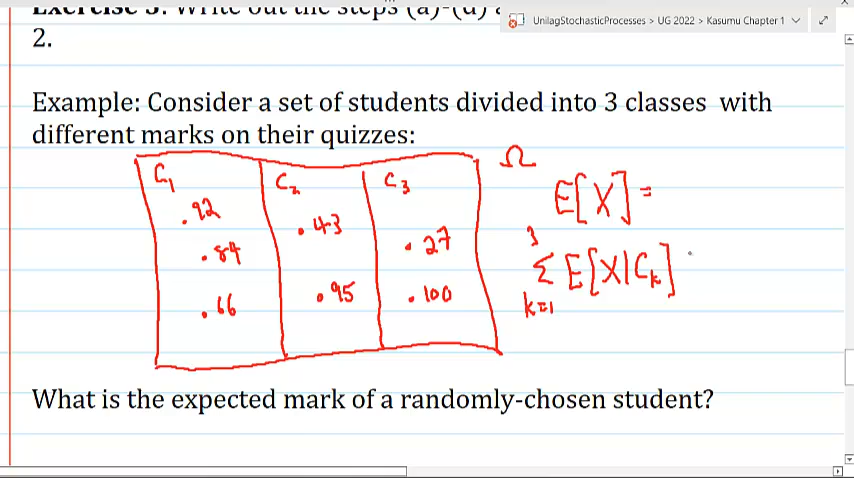 UnilagStochasticProcesses > UG 2022 > Kasumu Chapter 1
2.
Example: Consider a set of students divided into 3 classes with
different marks on their quizzes:
C₁ C₂ C₃ Ω
.92 .43 E[X] =
.84 .27 3
Σ E[X|Cₖ]
.66 .95 .100 k=1
What is the expected mark of a randomly-chosen student?